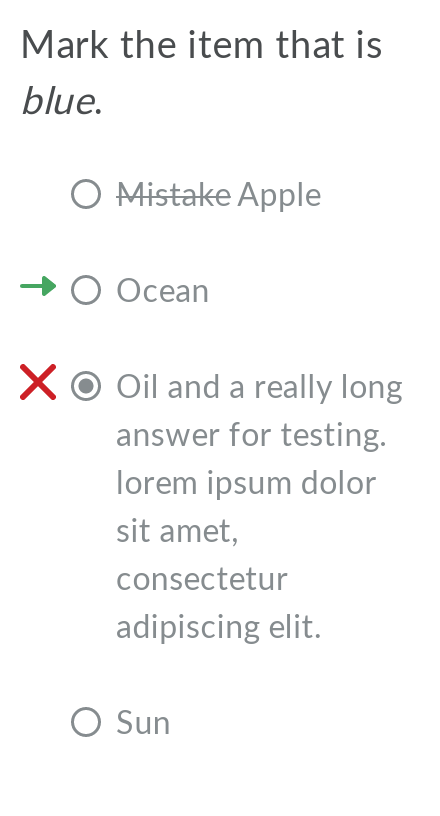 Mark the item that is
blue.
Mistake Apple
Ocean
Oil and a really long
answer for testing.
lorem ipsum dolor
sit amet,
consectetur
adipiscing elit.
Sun